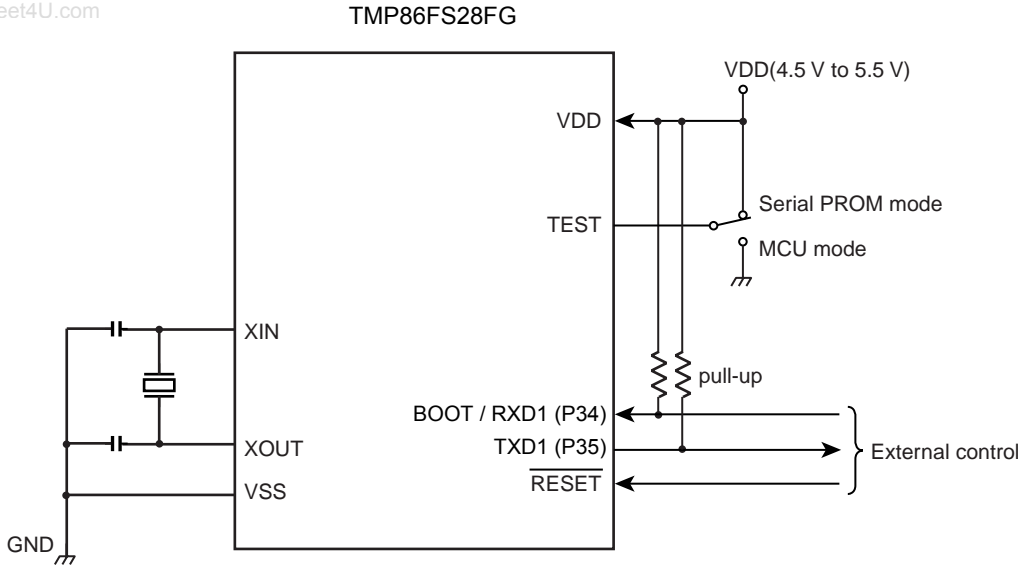 eet4U.com
TMP86FS28FG
VDD(4.5 V to 5.5 V)
VDD
Serial PROM mode
TEST
MCU mode
XIN
pull-up
BOOT / RXD1 (P34)
XOUT
TXD1 (P35)
External control
RESET
VSS
GND